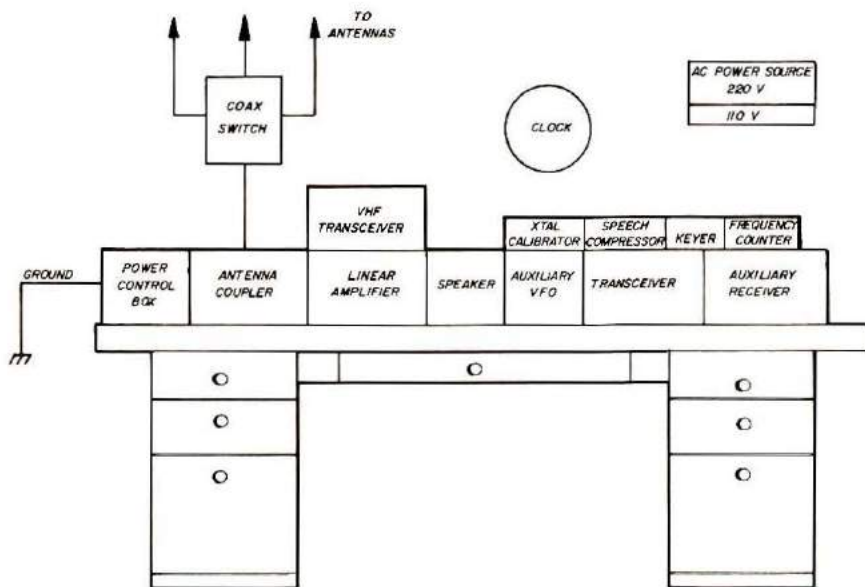 TO
ANTENNAS
COAX
SWITCH
CLOCK
AC POWER SOURCE
220 V
110 V
VHF
TRANSCEIVER
XTAL
CALIBRATOR
SPEECH
COMPRESSOR
KEYER
FREQUENCY
COUNTER
GROUND
POWER
CONTROL
BOX
ANTENNA
COUPLER
LINEAR
AMPLIFIER
SPEAKER
AUXILIARY
VFO
TRANSCEIVER
AUXILIARY
RECEIVER